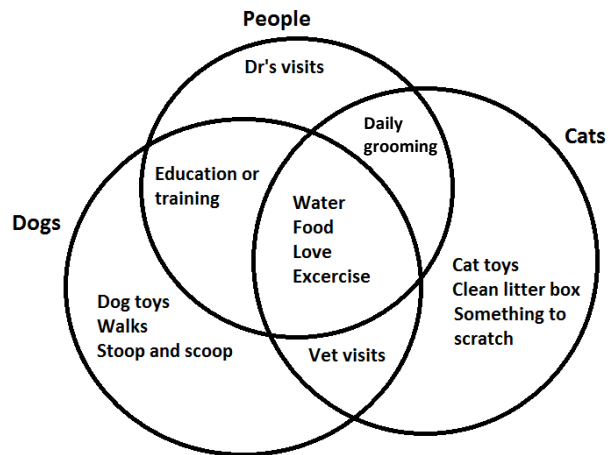 People
Dr's visits
Daily
grooming
Cats
Education or
training
Water
Food
Love
Excercise
Dogs
Cat toys
Clean litter box
Something to
scratch
Dog toys
Walks
Stoop and scoop
Vet visits